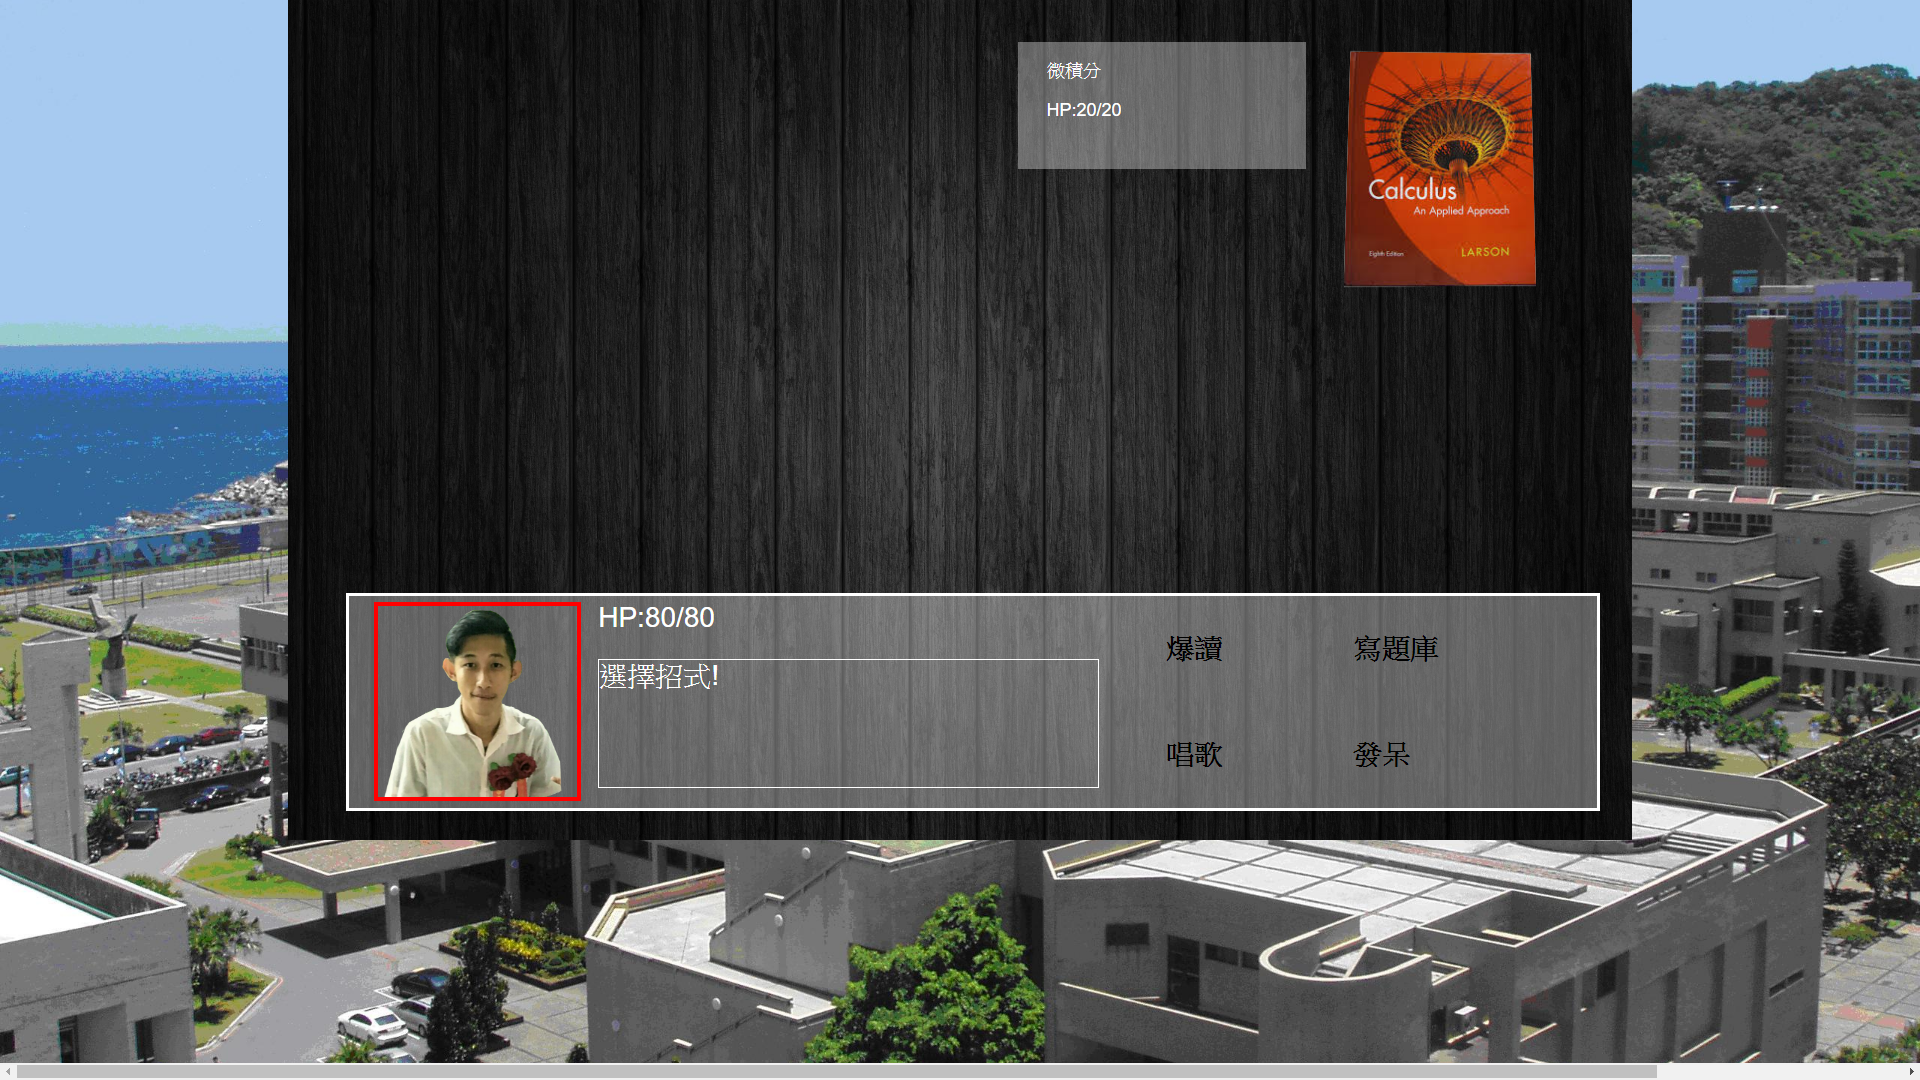 微積分
HP:20/20
Calculus
An Applied Approach
Eighth Edition
LARSON
HP:80/80
選擇招式!
爆讀
寫題庫
唱歌
發呆